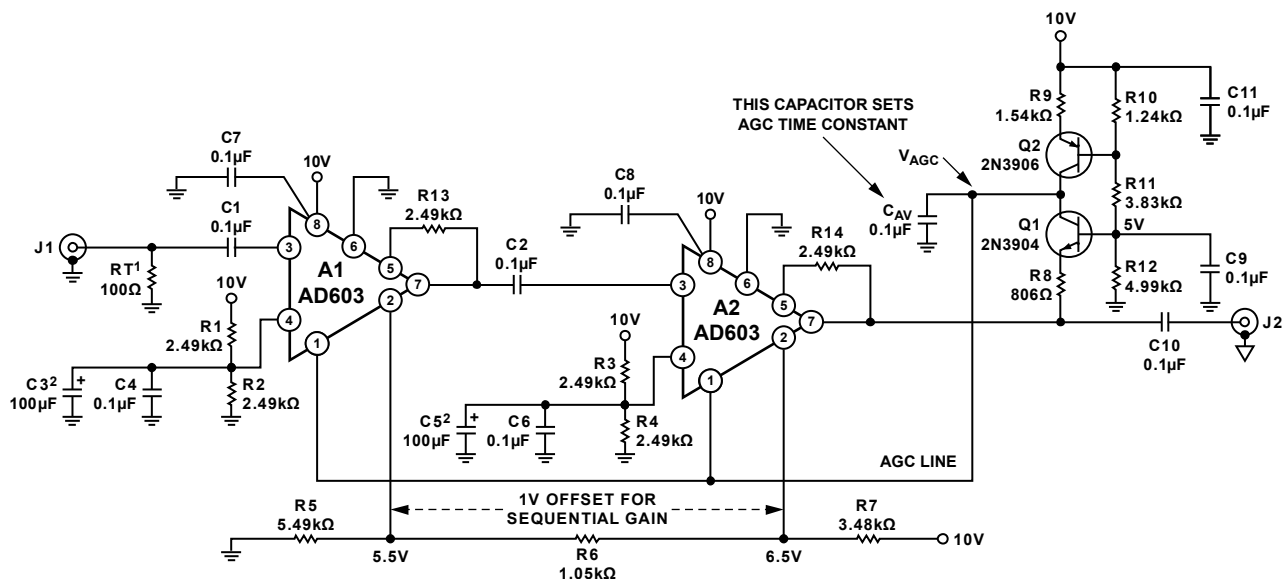 10V
R9
1.54kΩ
R10
1.24kΩ
C11
0.1µF
THIS CAPACITOR SETS
AGC TIME CONSTANT
Q2
2N3906
VAGC
C7
0.1µF
10V
R13
2.49kΩ
C8
0.1µF
10V
CAV
0.1µF
R11
3.83kΩ
Q1
2N3904
5V
R14
2.49kΩ
C1
0.1µF
J1
RT1
100Ω
8
6
3
5
7
2
4
1
A1
AD603
C2
0.1µF
8
6
3
5
7
2
4
1
A2
AD603
R8
806Ω
R12
4.99kΩ
C9
0.1µF
J2
C10
0.1µF
10V
R1
2.49kΩ
C32
+
100µF
C4
0.1µF
R2
2.49kΩ
10V
R3
2.49kΩ
C52
+
100µF
C6
0.1µF
R4
2.49kΩ
AGC LINE
1V OFFSET FOR
SEQUENTIAL GAIN
R5
5.49kΩ
5.5V
R6
1.05kΩ
6.5V
R7
3.48kΩ
10V